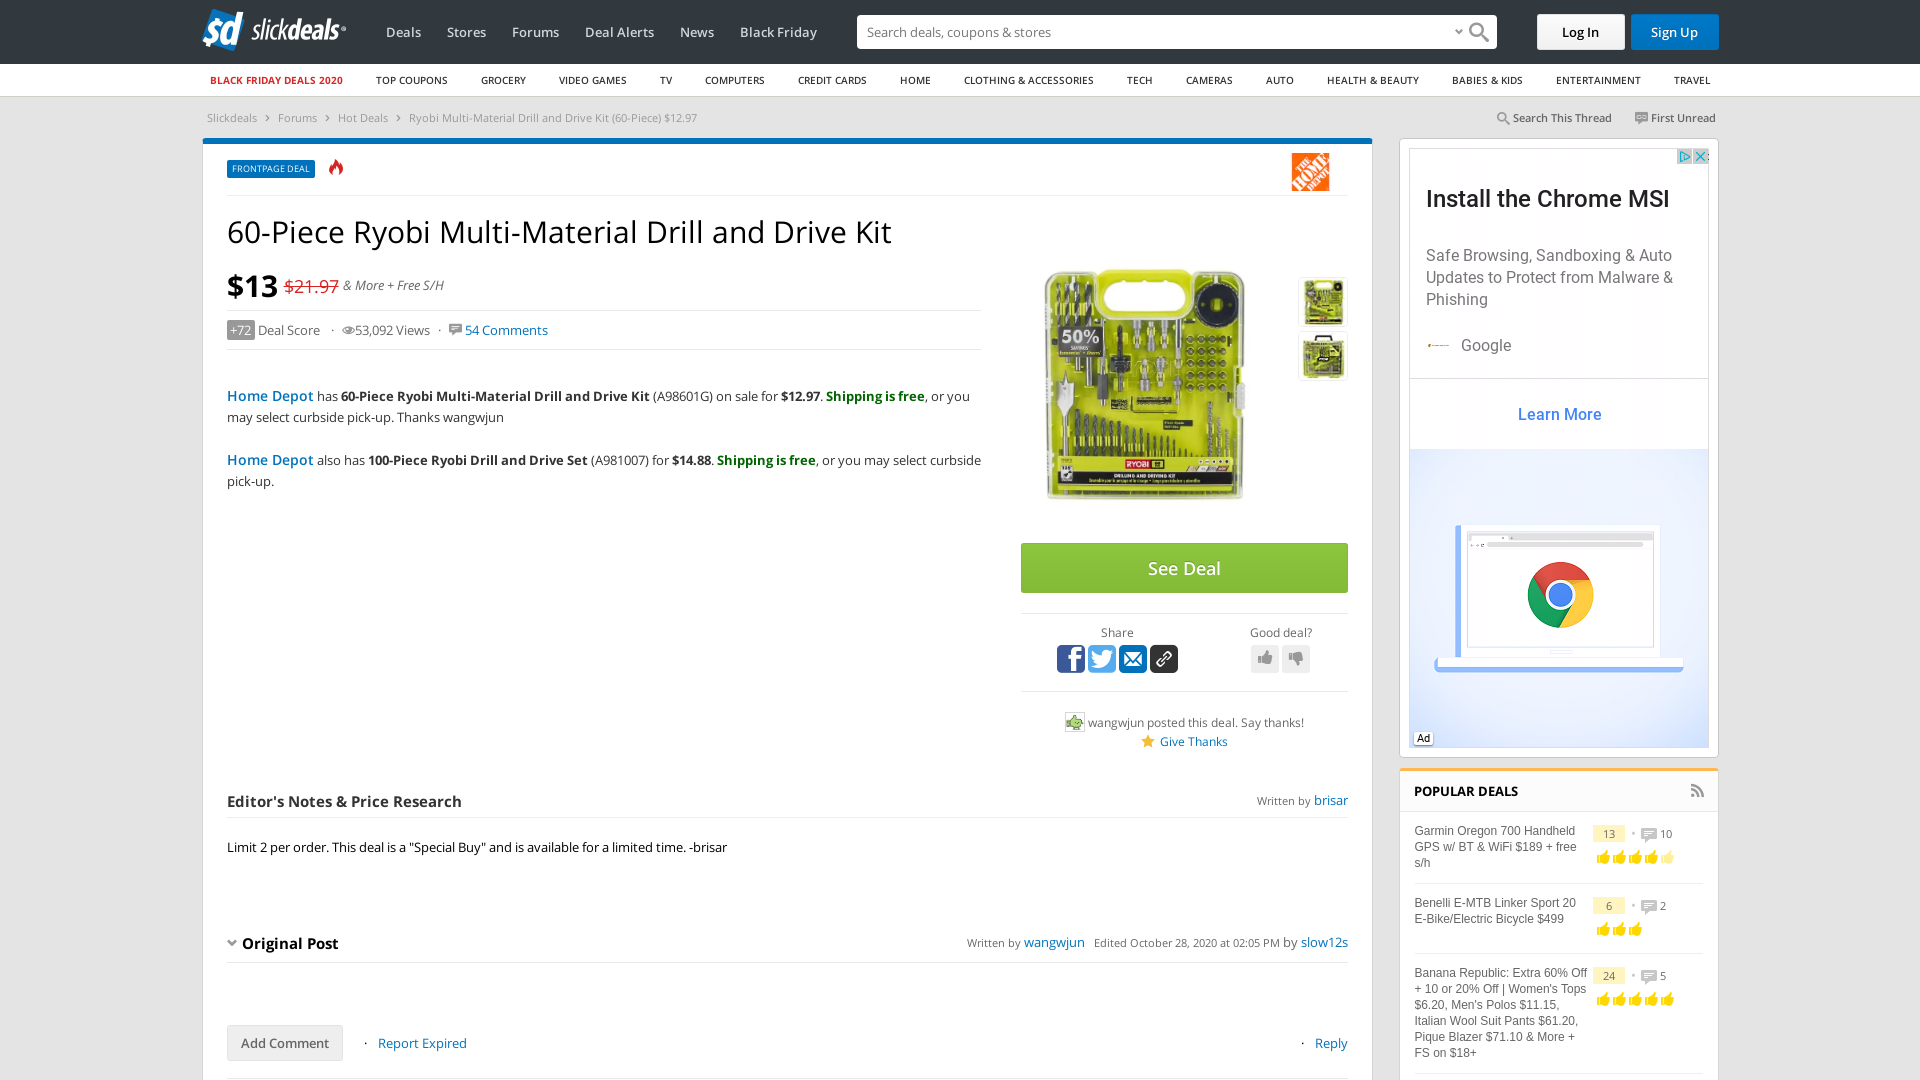 slickdeals
Deals
Stores
Forums
Deal Alerts
News
Black Friday
Search deals, coupons & shopping
Log In
Sign Up
BLACK FRIDAY DEALS 2020
TOP COUPONS
GROCERY
VIDEO GAMES
TV
COMPUTERS
CREDIT CARDS
HOME
CLOTHING & ACCESSORIES
TECH
CAMERAS
AUTO
HEALTH & BEAUTY
BABIES & KIDS
ENTERTAINMENT
TRAVEL
Slickdeals › Forums › Hot Deals › Ryobi Multi-Material Drill and Drive Kit (60-Piece) $12.97
Search This Thread
First Unread
FRONTPAGE DEAL
THE HOME DEPOT
60-Piece Ryobi Multi-Material Drill and Drive Kit
$13 $21.97 & More + Free S/H
+72 Deal Score · 53,092 Views · 54 Comments
Home Depot has 60-Piece Ryobi Multi-Material Drill and Drive Kit (A98601G) on sale for $12.97. Shipping is free, or you
may select curbside pick-up. Thanks wangwjun
Home Depot also has 100-Piece Ryobi Drill and Drive Set (A981007) for $14.88. Shipping is free, or you may select curbside
pick-up.
50%
RYOBI
DRILLING AND DRIVING KIT
See Deal
Share
Good deal?
wangwjun posted this deal. Say thanks!
Give Thanks
Editor's Notes & Price Research
Written by brisar
Limit 2 per order. This deal is a "Special Buy" and is available for a limited time. -brisar
Original Post
Written by wangwjun Edited October 28, 2020 at 02:05 PM by slow12s
Add Comment
· Report Expired
· Reply
Install the Chrome MSI
Safe Browsing, Sandboxing & Auto
Updates to Protect from Malware &
Phishing
Google
Learn More
Ad
POPULAR DEALS
Garmin Oregon 700 Handheld
GPS w/ BT & WiFi $189 + free
s/h
13 • 10
Benelli E-MTB Linker Sport 20
E-Bike/Electric Bicycle $499
6 • 2
Banana Republic: Extra 60% Off
+ 10 or 20% Off | Women's Tops
$6.20, Men's Polos $11.15,
Italian Wool Suit Pants $61.20,
Pique Blazer $71.10 & More +
FS on $18+
24 • 5